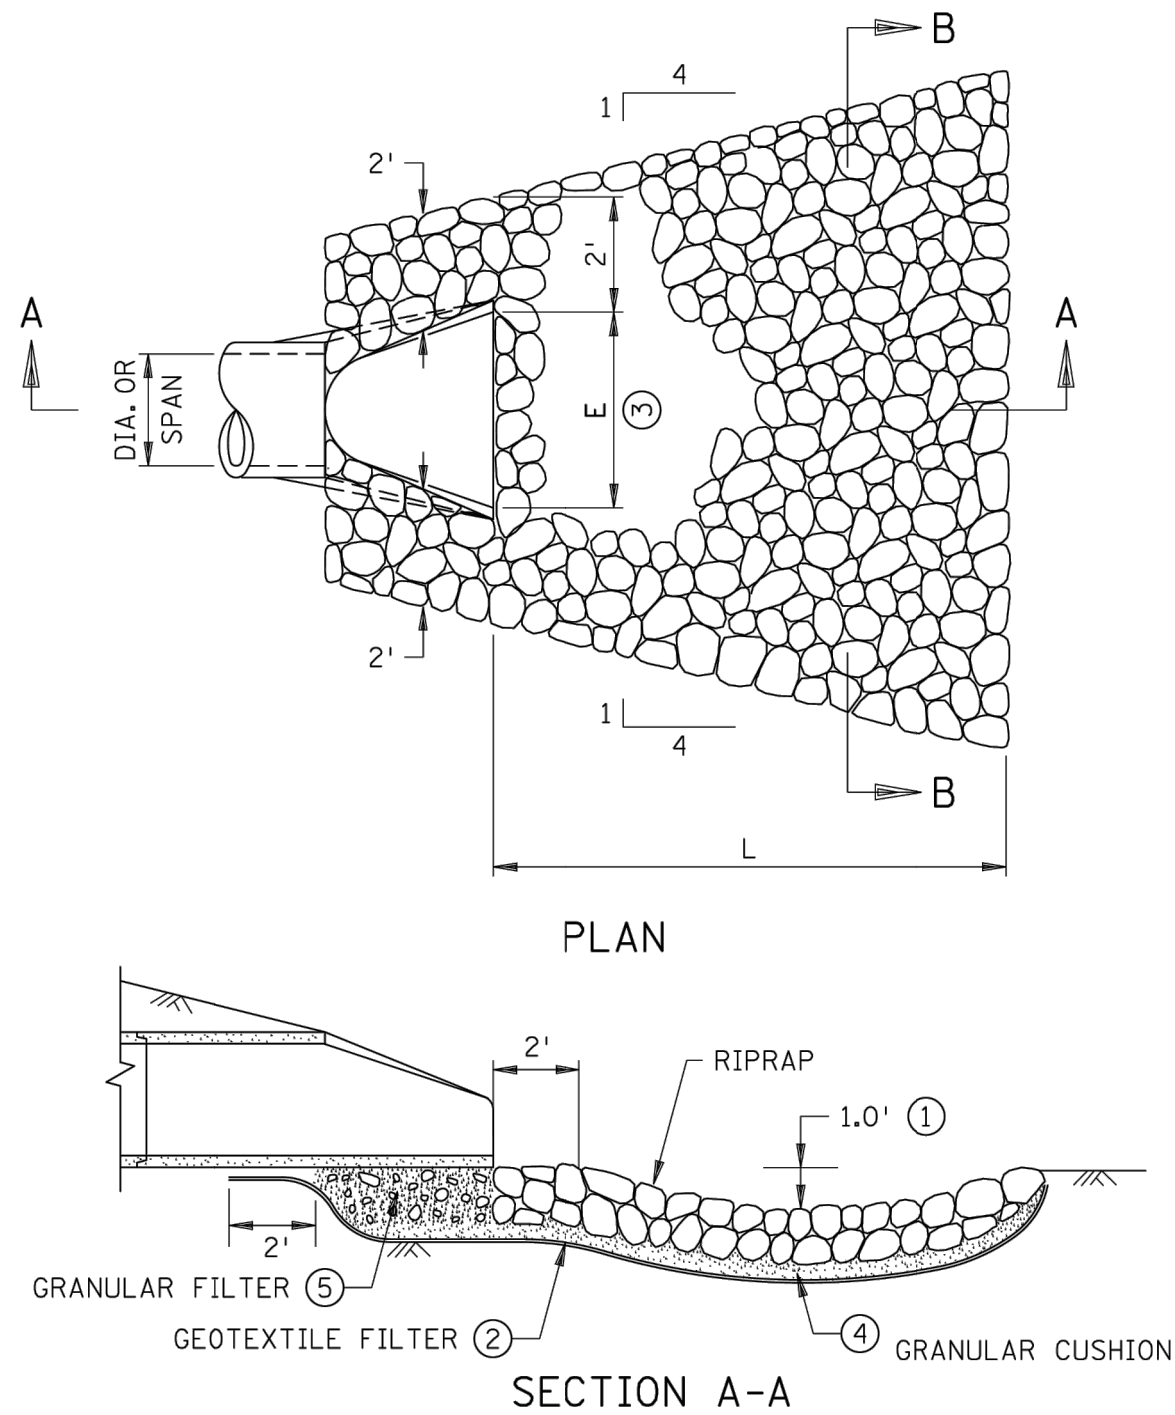 B
4
1
2'
2'
A
A
DIA. OR
SPAN
E 3
2'
1
4
B
L
PLAN
2'
RIPRAP
1.0' 1
2'
GRANULAR FILTER 5
GEOTEXTILE FILTER 2
4 GRANULAR CUSHION
SECTION A-A